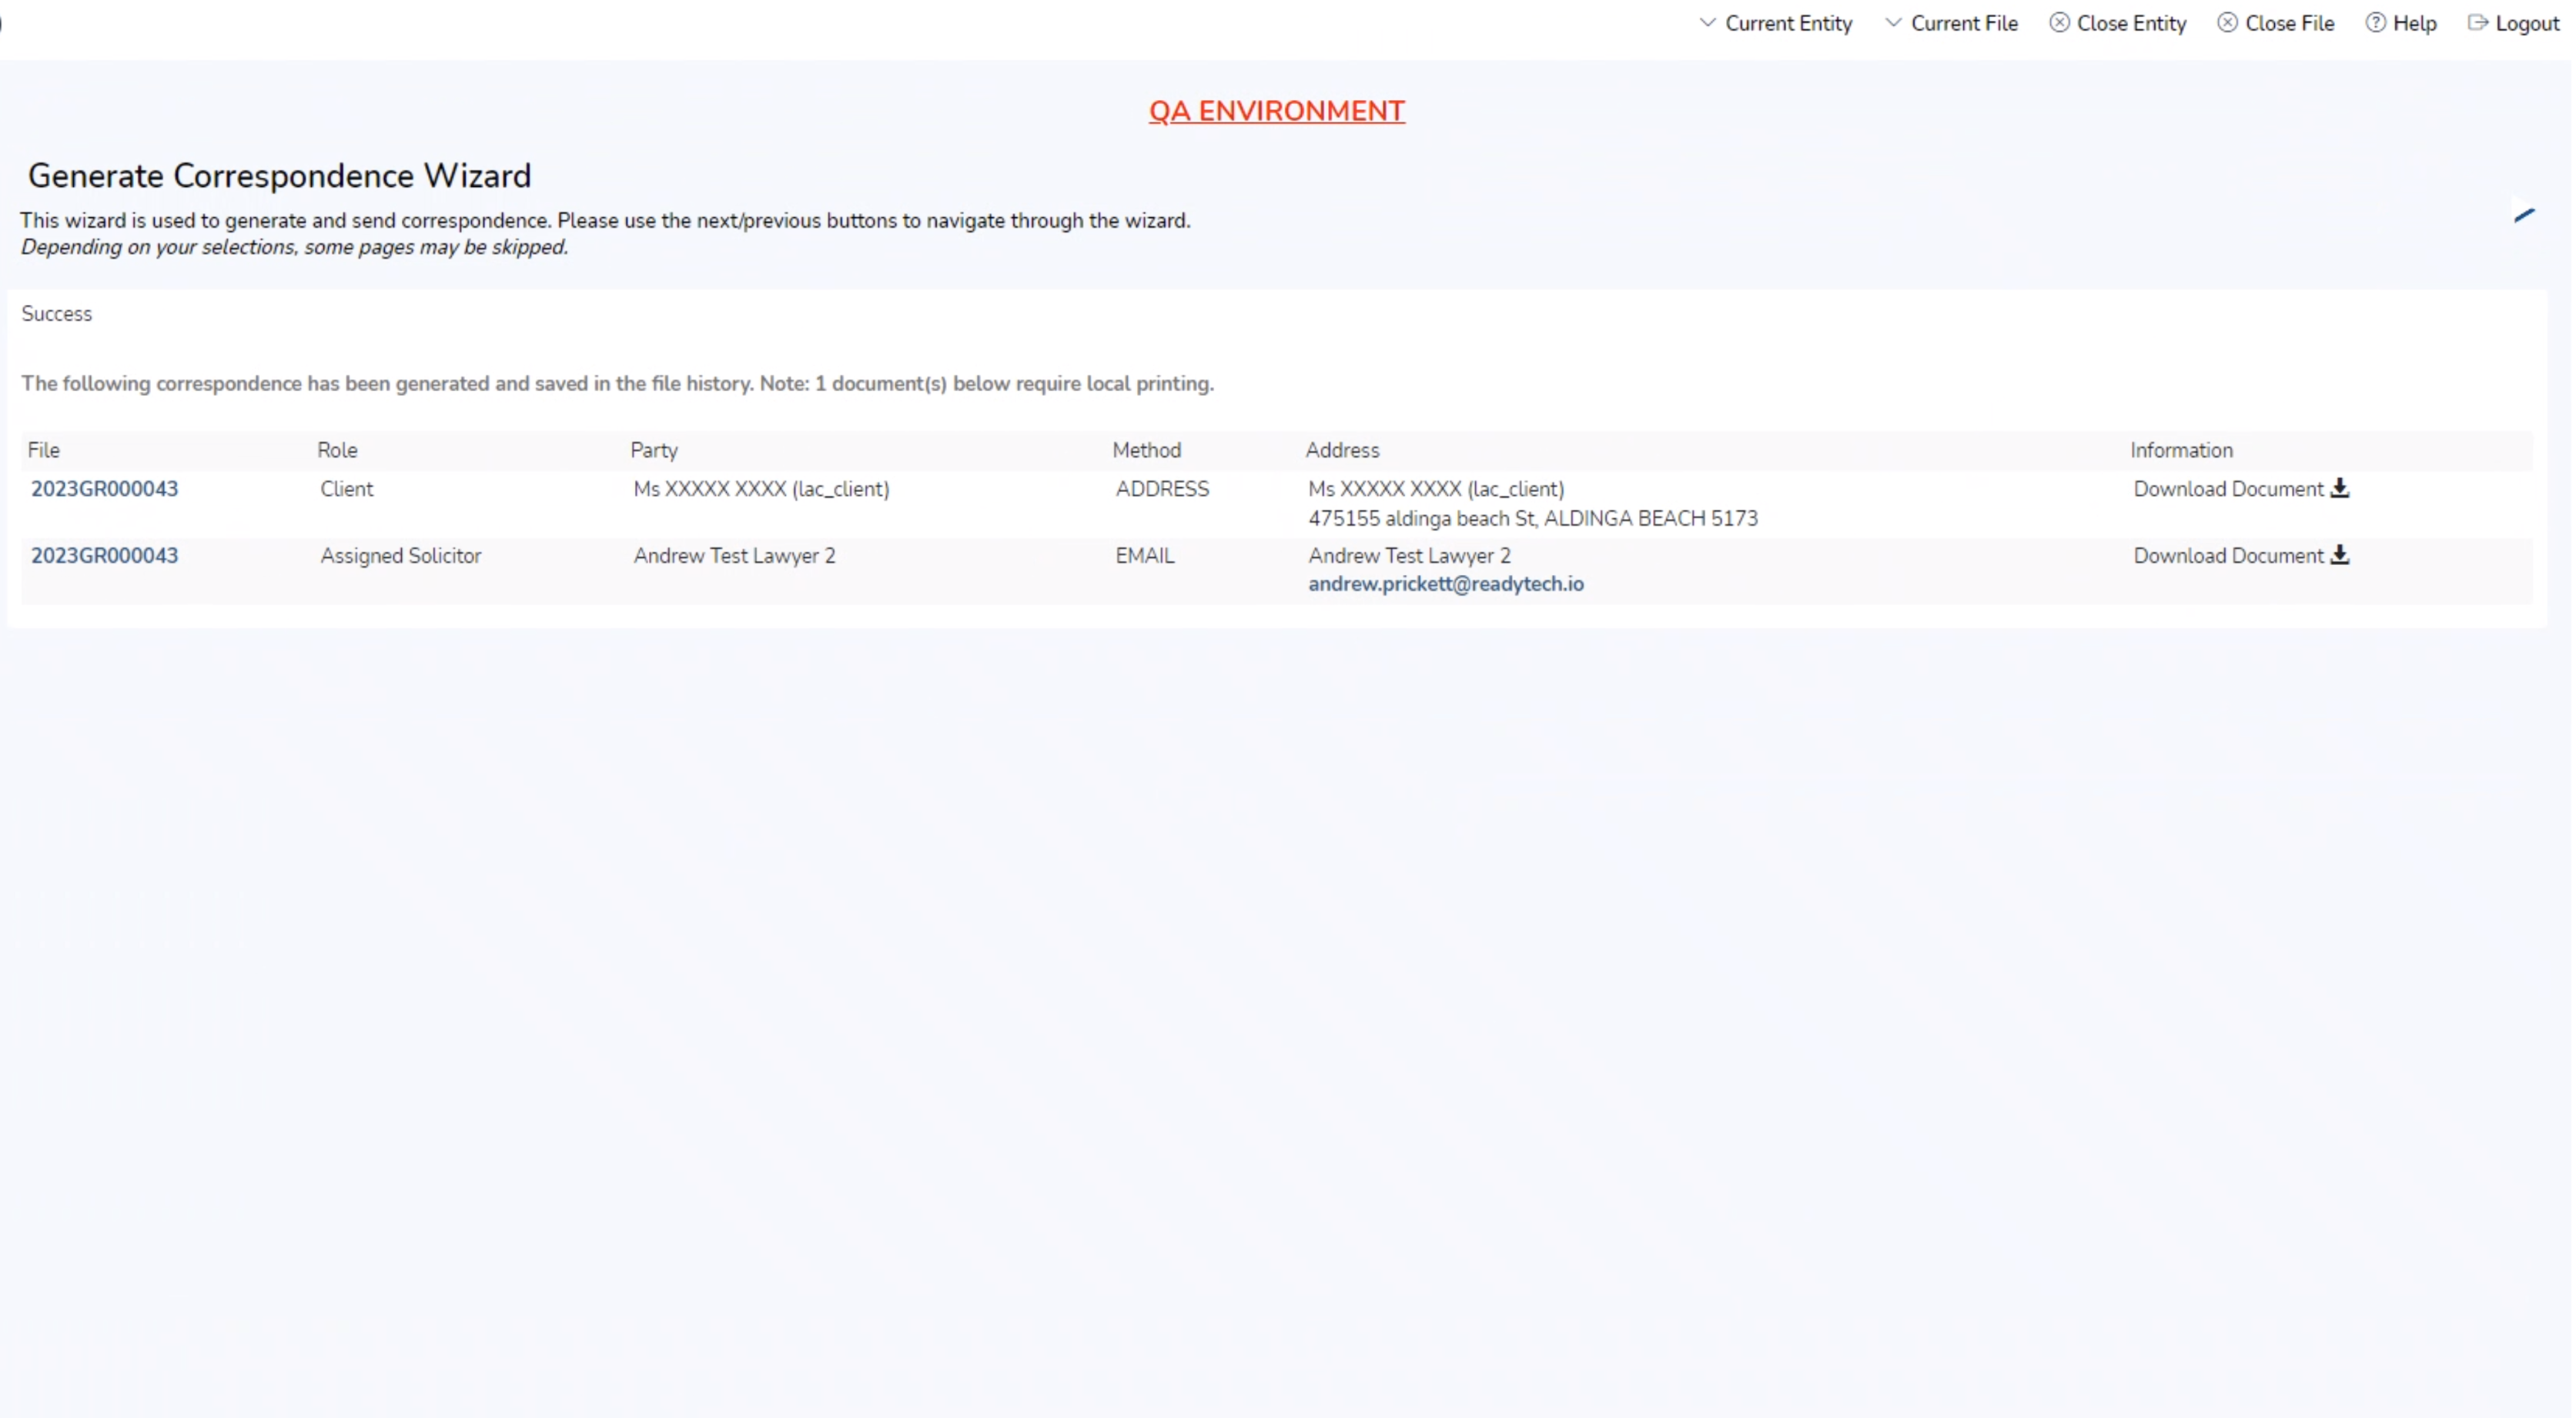 Current Entity Current File Close Entity Close File Help Logout
QA ENVIRONMENT
Generate Correspondence Wizard
This wizard is used to generate and send correspondence. Please use the next/previous buttons to navigate through the wizard.
Depending on your selections, some pages may be skipped.
Success
The following correspondence has been generated and saved in the file history. Note: 1 document(s) below require local printing.
File Role Party Method Address Information
2023GR000043 Client Ms XXXXX XXXX (lac_client) ADDRESS Ms XXXXX XXXX (lac_client) Download Document
475155 aldinga beach St, ALDINGA BEACH 5173
2023GR000043 Assigned Solicitor Andrew Test Lawyer 2 EMAIL Andrew Test Lawyer 2 Download Document
andrew.prickett@readytech.io